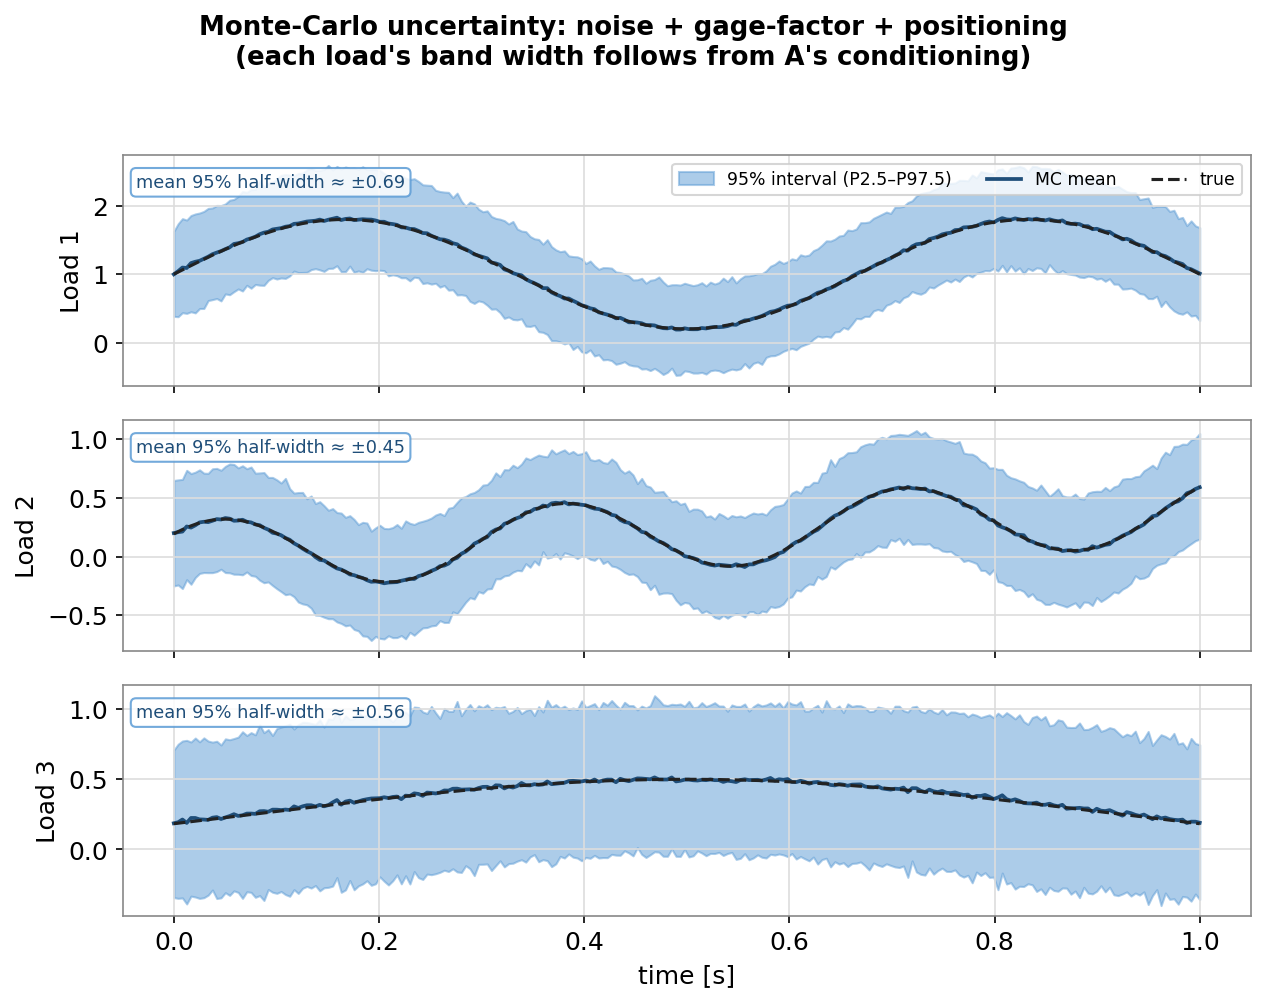 Monte-Carlo uncertainty: noise + gage-factor + positioning
(each load's band width follows from A's conditioning)
mean 95% half-width ≈ ±0.69
95% interval (P2.5–P97.5)
MC mean
true
Load 1
2
1
0
mean 95% half-width ≈ ±0.45
Load 2
1.0
0.5
0.0
−0.5
mean 95% half-width ≈ ±0.56
Load 3
1.0
0.5
0.0
0.0 0.2 0.4 0.6 0.8 1.0
time [s]